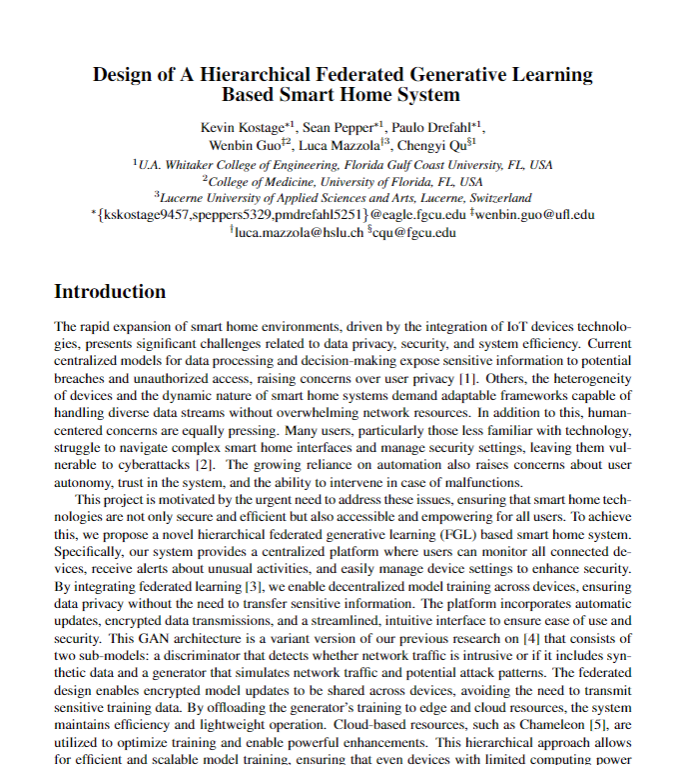 Design of A Hierarchical Federated Generative Learning
Based Smart Home System
Kevin Kostage*1, Sean Pepper*1, Paulo Drefahl*1,
Wenbin Guo‡2, Luca Mazzola†3, Chengyi Qu§1
1U.A. Whitaker College of Engineering, Florida Gulf Coast University, FL, USA
2College of Medicine, University of Florida, FL, USA
3Lucerne University of Applied Sciences and Arts, Lucerne, Switzerland
*{kskostage9457,speppers5329,pmdrefahl5251}@eagle.fgcu.edu ‡wenbin.guo@ufl.edu
†luca.mazzola@hslu.ch §cqu@fgcu.edu
Introduction
The rapid expansion of smart home environments, driven by the integration of IoT devices technolo-
gies, presents significant challenges related to data privacy, security, and system efficiency. Current
centralized models for data processing and decision-making expose sensitive information to potential
breaches and unauthorized access, raising concerns over user privacy [1]. Others, the heterogeneity
of devices and the dynamic nature of smart home systems demand adaptable frameworks capable of
handling diverse data streams without overwhelming network resources. In addition to this, human-
centered concerns are equally pressing. Many users, particularly those less familiar with technology,
struggle to navigate complex smart home interfaces and manage security settings, leaving them vul-
nerable to cyberattacks [2]. The growing reliance on automation also raises concerns about user
autonomy, trust in the system, and the ability to intervene in case of malfunctions.
This project is motivated by the urgent need to address these issues, ensuring that smart home tech-
nologies are not only secure and efficient but also accessible and empowering for all users. To achieve
this, we propose a novel hierarchical federated generative learning (FGL) based smart home system.
Specifically, our system provides a centralized platform where users can monitor all connected de-
vices, receive alerts about unusual activities, and easily manage device settings to enhance security.
By integrating federated learning [3], we enable decentralized model training across devices, ensuring
data privacy without the need to transfer sensitive information. The platform incorporates automatic
updates, encrypted data transmissions, and a streamlined, intuitive interface to ensure ease of use and
security. This GAN architecture is a variant version of our previous research on [4] that consists of
two sub-models: a discriminator that detects whether network traffic is intrusive or if it includes syn-
thetic data and a generator that simulates network traffic and potential attack patterns. The federated
design enables encrypted model updates to be shared across devices, avoiding the need to transmit
sensitive training data. By offloading the generator's training to edge and cloud resources, the system
maintains efficiency and lightweight operation. Cloud-based resources, such as Chameleon [5], are
utilized to optimize training and enable powerful enhancements. This hierarchical approach allows
for efficient and scalable model training, ensuring that even devices with limited computing power